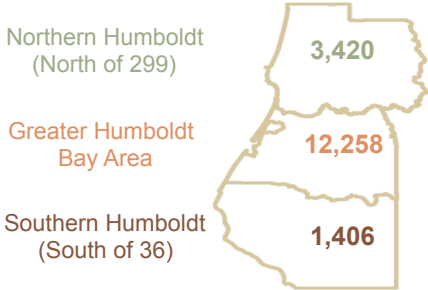 Northern Humboldt
(North of 299)
3,420
Greater Humboldt
Bay Area
12,258
Southern Humboldt
(South of 36)
1,406